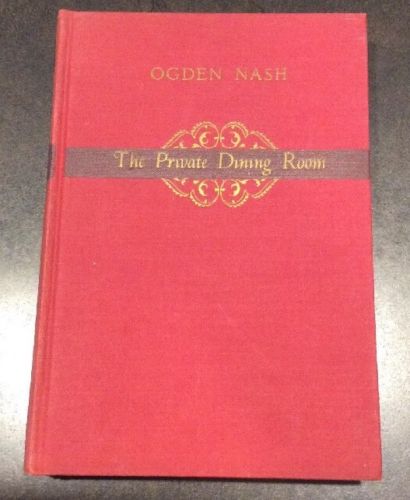 OGDEN NASH
The Private Dining Room